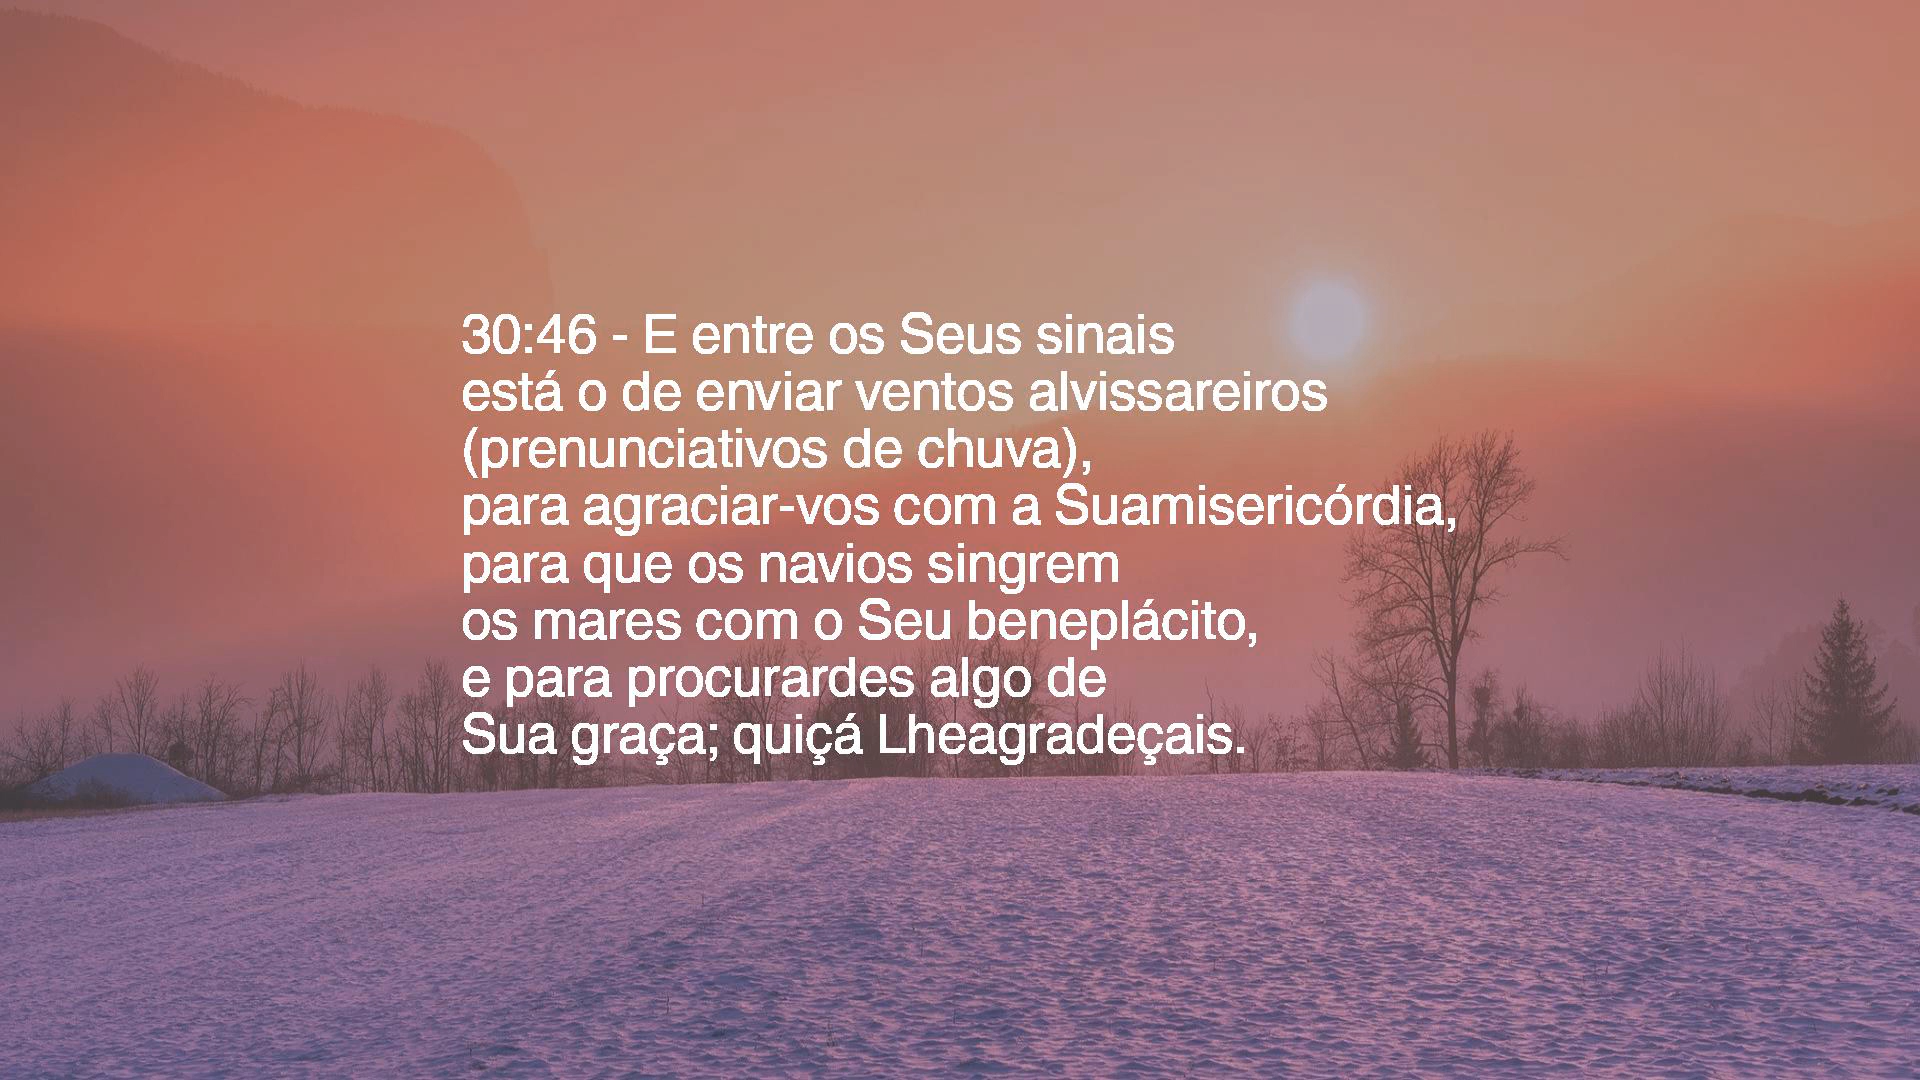 30:46 - E entre os Seus sinais
está o de enviar ventos alvissareiros
(prenunciativos de chuva),
para agraciar-vos com a Suamisericórdia,
para que os navios singrem
os mares com o Seu beneplácito,
e para procurardes algo de
Sua graça; quiçá Lheagradeçais.